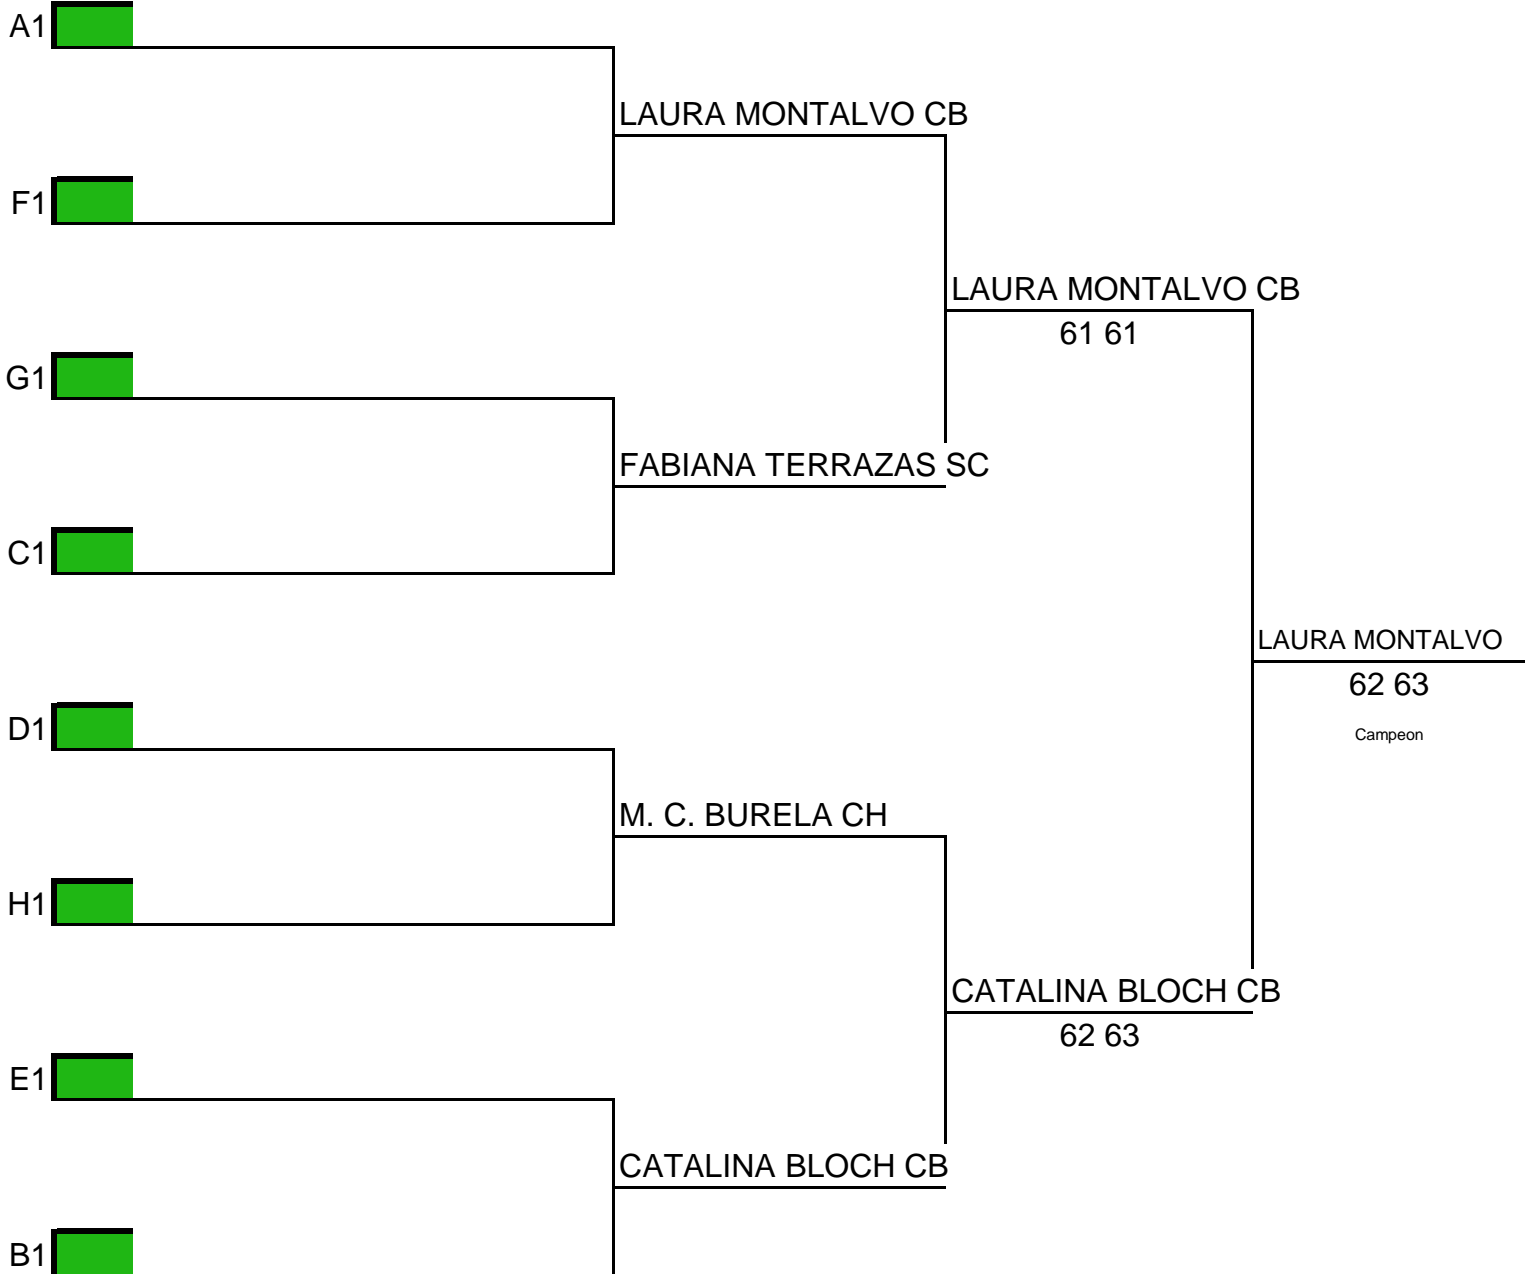 A1
LAURA MONTALVO CB
F1
LAURA MONTALVO CB
61 61
G1
FABIANA TERRAZAS SC
C1
LAURA MONTALVO
62 63
Campeon
D1
M. C. BURELA CH
H1
CATALINA BLOCH CB
62 63
E1
CATALINA BLOCH CB
B1